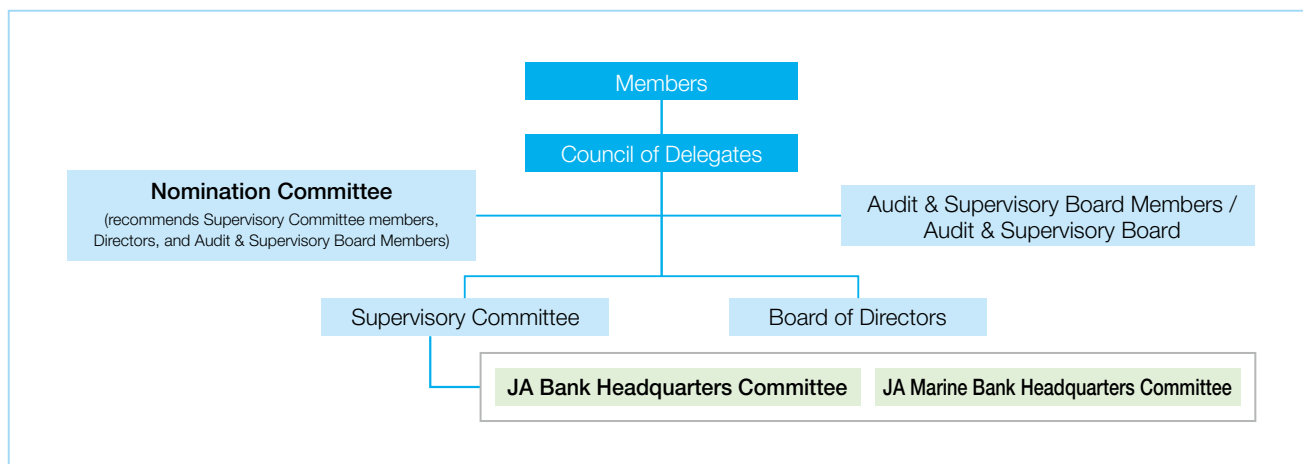 Members
Council of Delegates
Nomination Committee
(recommends Supervisory Committee members,
Directors, and Audit & Supervisory Board Members)
Audit & Supervisory Board Members /
Audit & Supervisory Board
Supervisory Committee
Board of Directors
JA Bank Headquarters Committee
JA Marine Bank Headquarters Committee